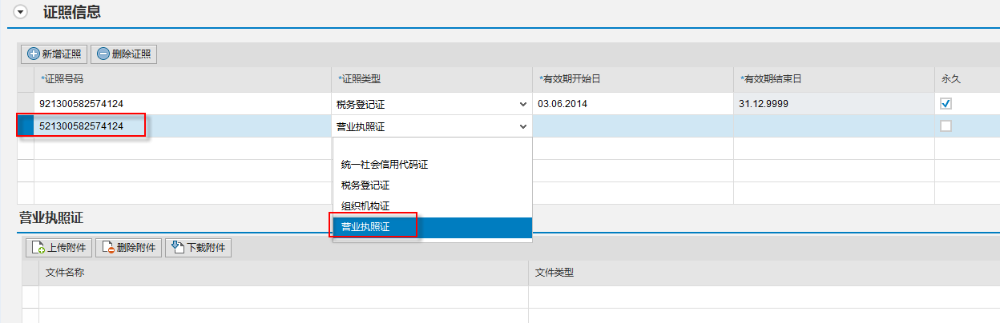 证照信息
新增证照 删除证照
*证照号码 *证照类型 *有效期开始日 *有效期结束日 永久
921300582574124 税务登记证 03.06.2014 31.12.9999
521300582574124 营业执照证
统一社会信用代码证
税务登记证
组织机构证
营业执照证
营业执照证
上传附件 删除附件 下载附件
文件名称 文件类型